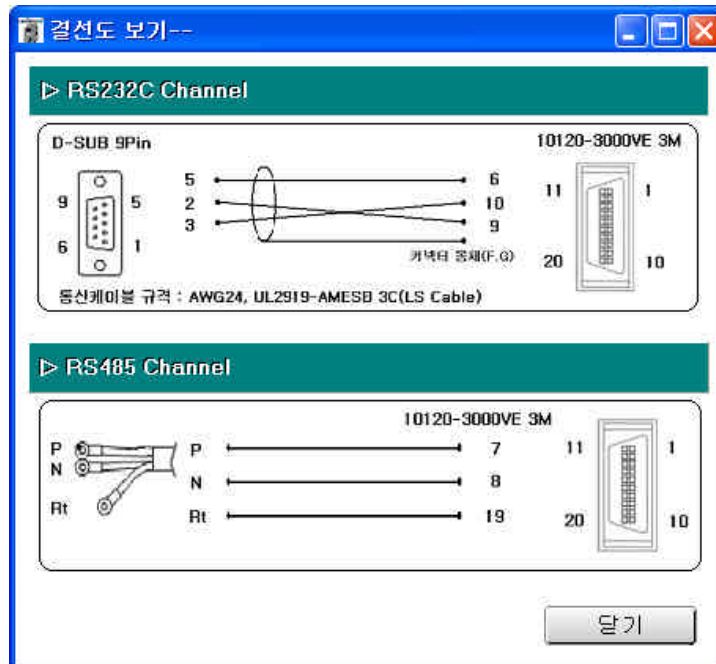 결선도 보기--
▷ RS232C Channel
D-SUB 9Pin
10120-3000VE 3M
9 5
6 1
5 6
2 10
3 9
커넥터 몸체(F.G)
11 1
20 10
통신케이블 규격 : AWG24, UL2919-AMESB 3C(LS Cable)
▷ RS485 Channel
10120-3000VE 3M
P P 7
N N 8
Rt Rt 19
11 1
20 10
닫기